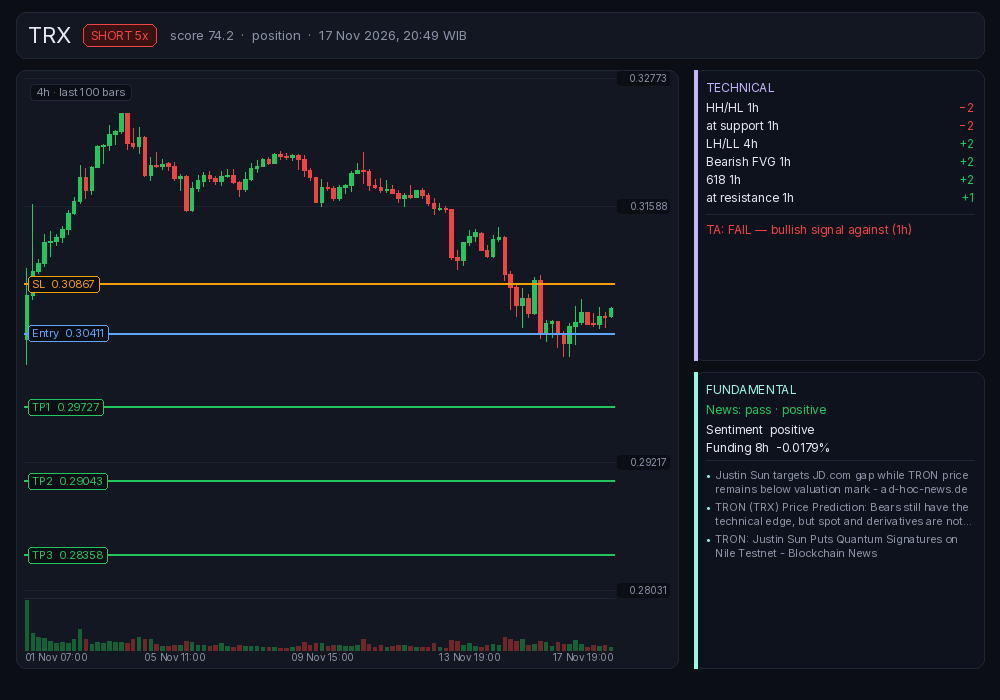 TRX SHORT 5x score 74.2 · position · 17 Nov 2026, 20:49 WIB
4h · last 100 bars
0.32773
0.31588
SL 0.30867
Entry 0.30411
TP1 0.29727
0.29217
TP2 0.29043
TP3 0.28358
0.28031
01 Nov 07:00 05 Nov 11:00 09 Nov 15:00 13 Nov 19:00 17 Nov 19:00
TECHNICAL
HH/HL 1h −2
at support 1h −2
LH/LL 4h +2
Bearish FVG 1h +2
618 1h +2
at resistance 1h +1
TA: FAIL — bullish signal against (1h)
FUNDAMENTAL
News: pass · positive
Sentiment positive
Funding 8h -0.0179%
• Justin Sun targets JD.com gap while TRON price
remains below valuation mark - ad-hoc-news.de
• TRON (TRX) Price Prediction: Bears still have the
technical edge, but spot and derivatives are not…
• TRON: Justin Sun Puts Quantum Signatures on
Nile Testnet - Blockchain News